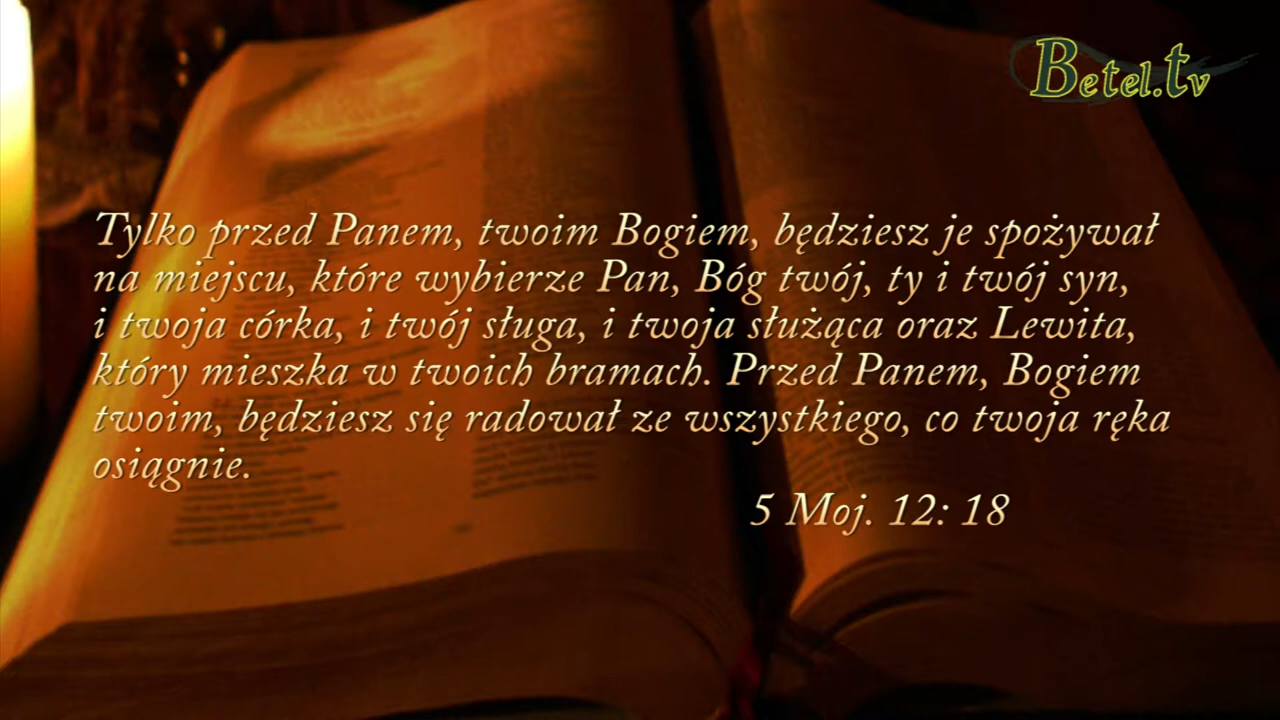 Betel.tv
Tylko przed Panem, twoim Bogiem, będziesz je spożywał
na miejscu, które wybierze Pan, Bóg twój, ty i twój syn,
i twoja córka, i twój sługa, i twoja służąca oraz Lewita,
który mieszka w twoich bramach. Przed Panem, Bogiem
twoim, będziesz się radował ze wszystkiego, co twoja ręka
osiągnie.
5 Moj. 12: 18